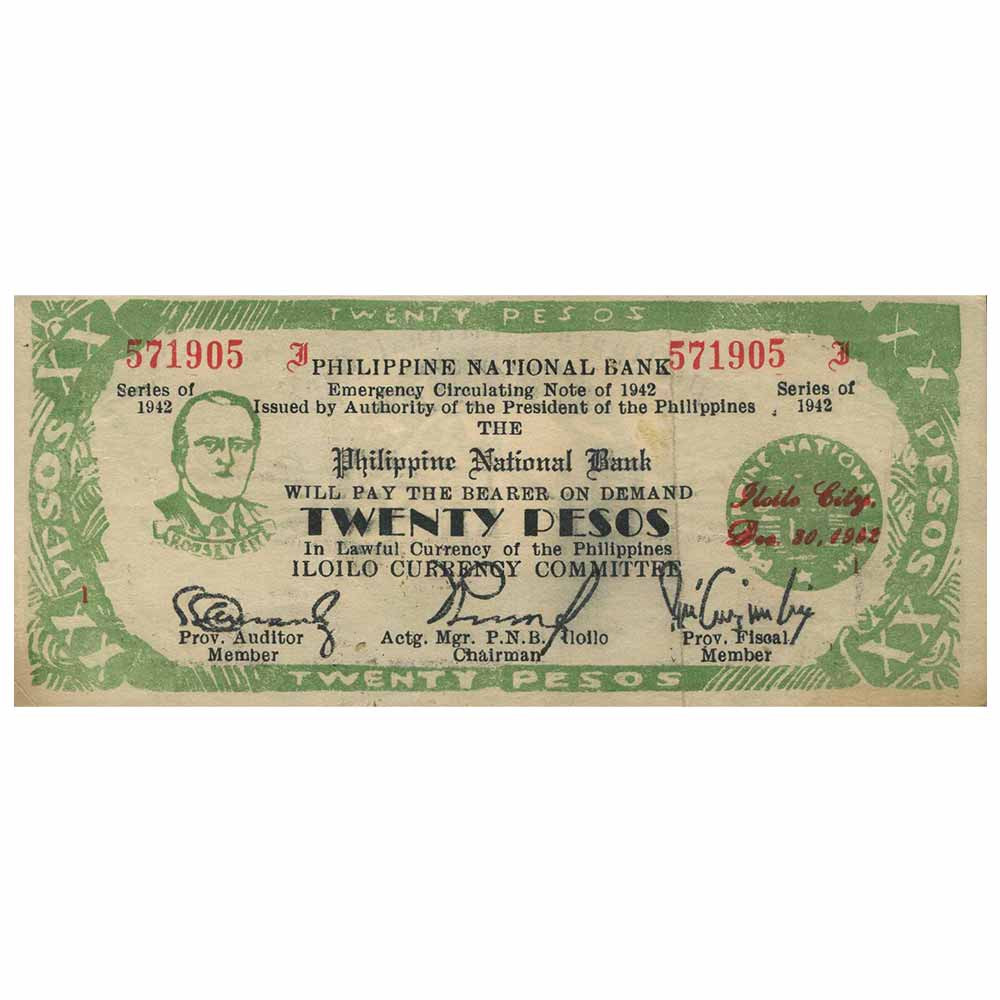 TWENTY PESOS
571905 J
571905 J
PHILIPPINE NATIONAL BANK
Series of
1942
Emergency Circulating Note of 1942
Series of
1942
Issued by Authority of the President of the Philippines
THE
Philippine National Bank
WILL PAY THE BEARER ON DEMAND
TWENTY PESOS
In Lawful Currency of the Philippines
ILOILO CURRENCY COMMITTEE
ROOSEVELT
Iloilo City,
Dec. 30, 1942
1
1
Prov. Auditor
Member
Actg. Mgr. P.N.B. Iloilo
Chairman
Prov. Fiscal
Member
TWENTY PESOS
XX
PESOS
PESOS
X
X
X
X